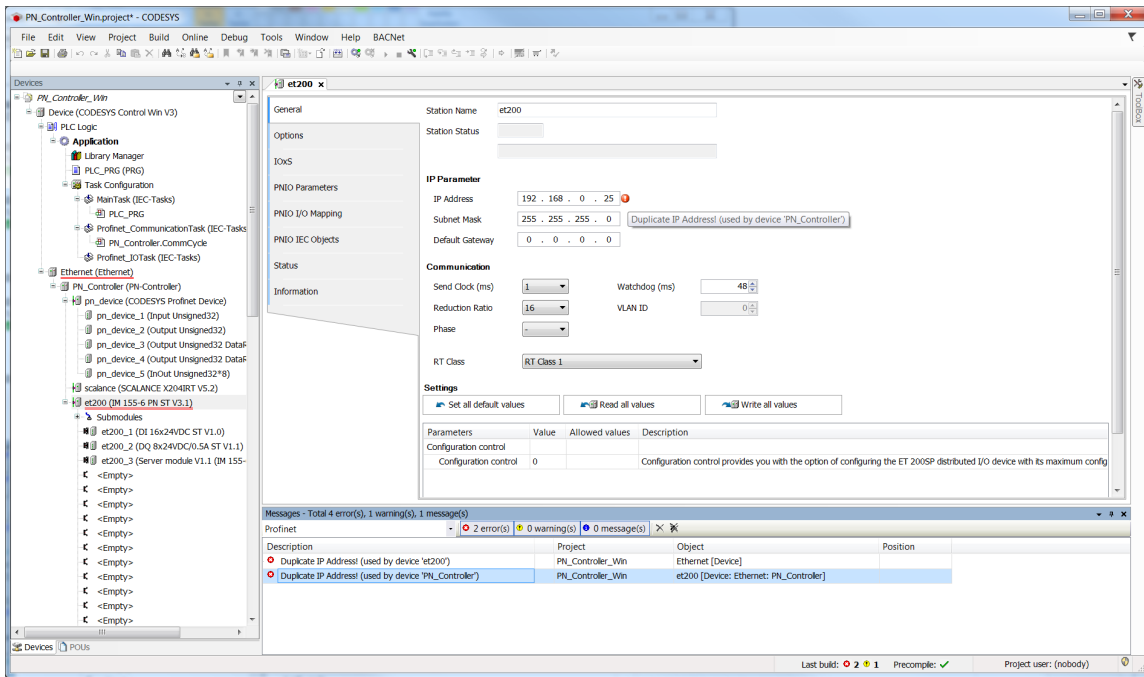 PN_Controller_Win.project* - CODESYS
File Edit View Project Build Online Debug Tools Window Help BACNet
Devices
PN_Controller_Win
Device (CODESYS Control Win V3)
PLC Logic
Application
Library Manager
PLC_PRG (PRG)
Task Configuration
MainTask (IEC-Tasks)
PLC_PRG
Profinet_CommunicationTask (IEC-Tasks
PN_Controller.CommCycle
Profinet_IOTask (IEC-Tasks)
Ethernet (Ethernet)
PN_Controller (PN-Controller)
pn_device (CODESYS Profinet Device)
pn_device_1 (Input Unsigned32)
pn_device_2 (Output Unsigned32)
pn_device_3 (Output Unsigned32 DataR
pn_device_4 (Output Unsigned32 DataR
pn_device_5 (InOut Unsigned32*8)
scalance (SCALANCE X204IRT V5.2)
et200 (IM 155-6 PN ST V3.1)
Submodules
et200_1 (DI 16x24VDC ST V1.0)
et200_2 (DQ 8x24VDC/0.5A ST V1.1)
et200_3 (Server module V1.1 (IM 155-
<Empty>
<Empty>
<Empty>
<Empty>
<Empty>
<Empty>
<Empty>
<Empty>
<Empty>
<Empty>
<Empty>
Devices POUs
et200 x
General
Options
IOxS
PNIO Parameters
PNIO I/O Mapping
PNIO IEC Objects
Status
Information
Station Name et200
Station Status
IP Parameter
IP Address 192 . 168 . 0 . 25
Subnet Mask 255 . 255 . 255 . 0
Duplicate IP Address! (used by device 'PN_Controller')
Default Gateway 0 . 0 . 0 . 0
Communication
Send Clock (ms) 1 Watchdog (ms) 48
Reduction Ratio 16 VLAN ID 0
Phase -
RT Class RT Class 1
Settings
Set all default values Read all values Write all values
Parameters Value Allowed values Description
Configuration control
Configuration control 0 Configuration control provides you with the option of configuring the ET 200SP distributed I/O device with its maximum config
ToolBox
Messages - Total 4 error(s), 1 warning(s), 1 message(s)
Profinet 2 error(s) 0 warning(s) 0 message(s)
Description Project Object Position
Duplicate IP Address! (used by device 'et200') PN_Controller_Win Ethernet [Device]
Duplicate IP Address! (used by device 'PN_Controller') PN_Controller_Win et200 [Device: Ethernet: PN_Controller]
Last build: 2 1 Precompile: Project user: (nobody)